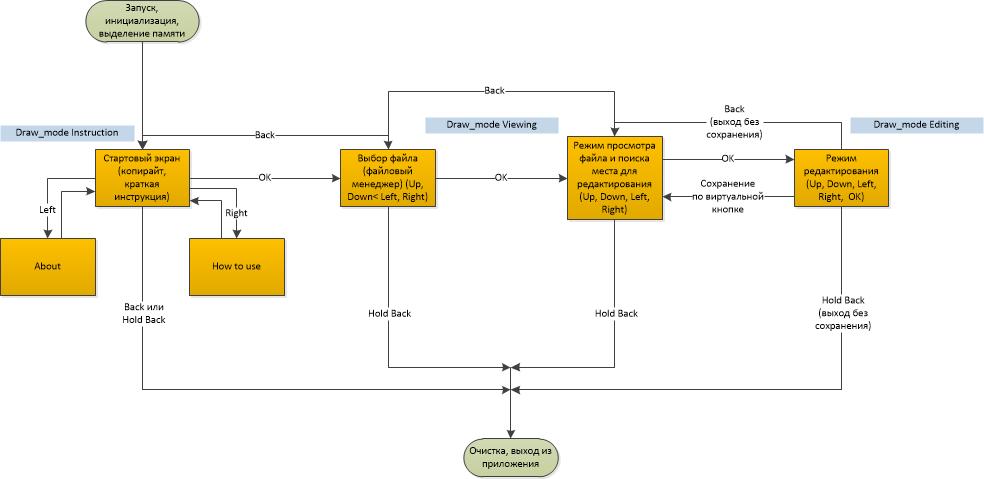 Запуск,
инициализация,
выделение памяти
Back
Draw_mode Instruction
Back
Draw_mode Viewing
Back
(выход без
сохранения)
Draw_mode Editing
Стартовый экран
(копирайт,
краткая
инструкция)
OK
Выбор файла
(файловый
менеджер) (Up,
Down< Left, Right)
OK
Режим просмотра
файла и поиска
места для
редактирования
(Up, Down, Left,
Right)
OK
Сохранение
по виртуальной
кнопке
Режим
редактирования
(Up, Down, Left,
Right,  OK)
Left
Right
About
How to use
Back или
Hold Back
Hold Back
Hold Back
Hold Back
(выход без
сохранения)
Очистка, выход из
приложения